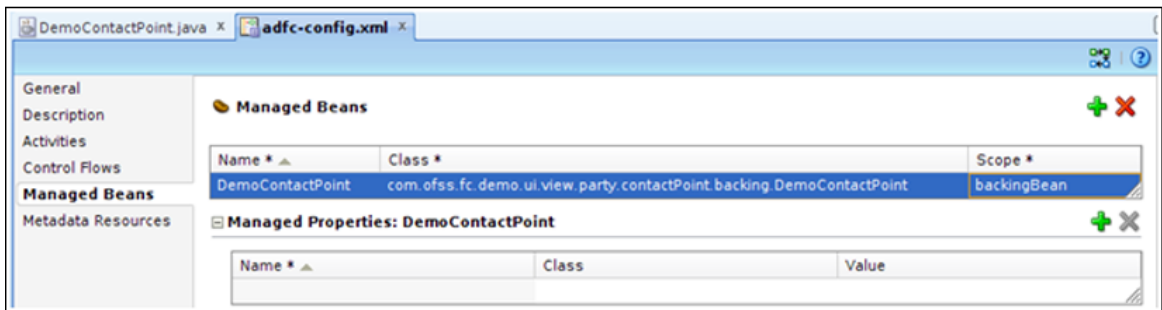 DemoContactPoint.java x adfc-config.xml x
General
Description
Activities
Control Flows
Managed Beans
Metadata Resources
Managed Beans
Name * Class * Scope *
DemoContactPoint com.ofss.fc.demo.ui.view.party.contactPoint.backing.DemoContactPoint backingBean
Managed Properties: DemoContactPoint
Name * Class Value